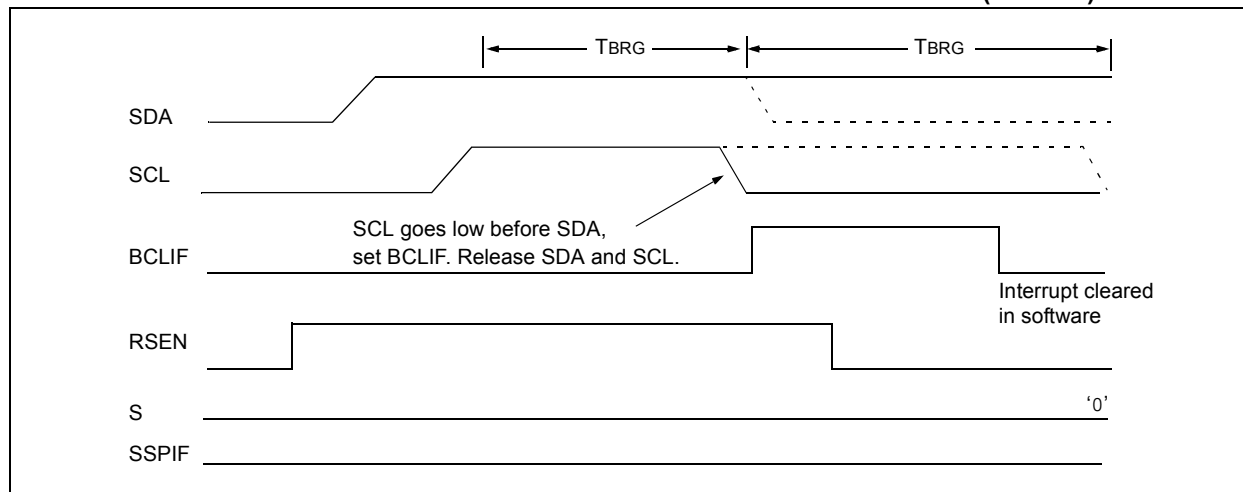 TBRG TBRG
SDA
SCL
SCL goes low before SDA,
set BCLIF. Release SDA and SCL.
BCLIF
Interrupt cleared
in software
RSEN
S
‘0’
SSPIF